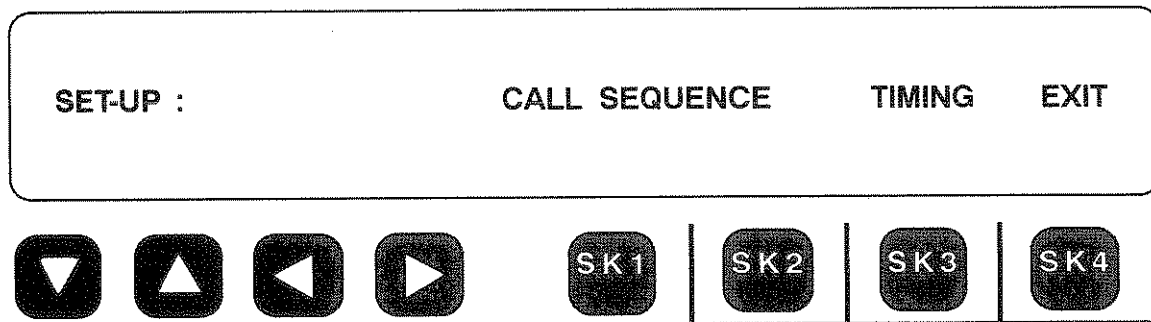 SET-UP : CALL SEQUENCE TIMING EXIT
SK1 SK2 SK3 SK4